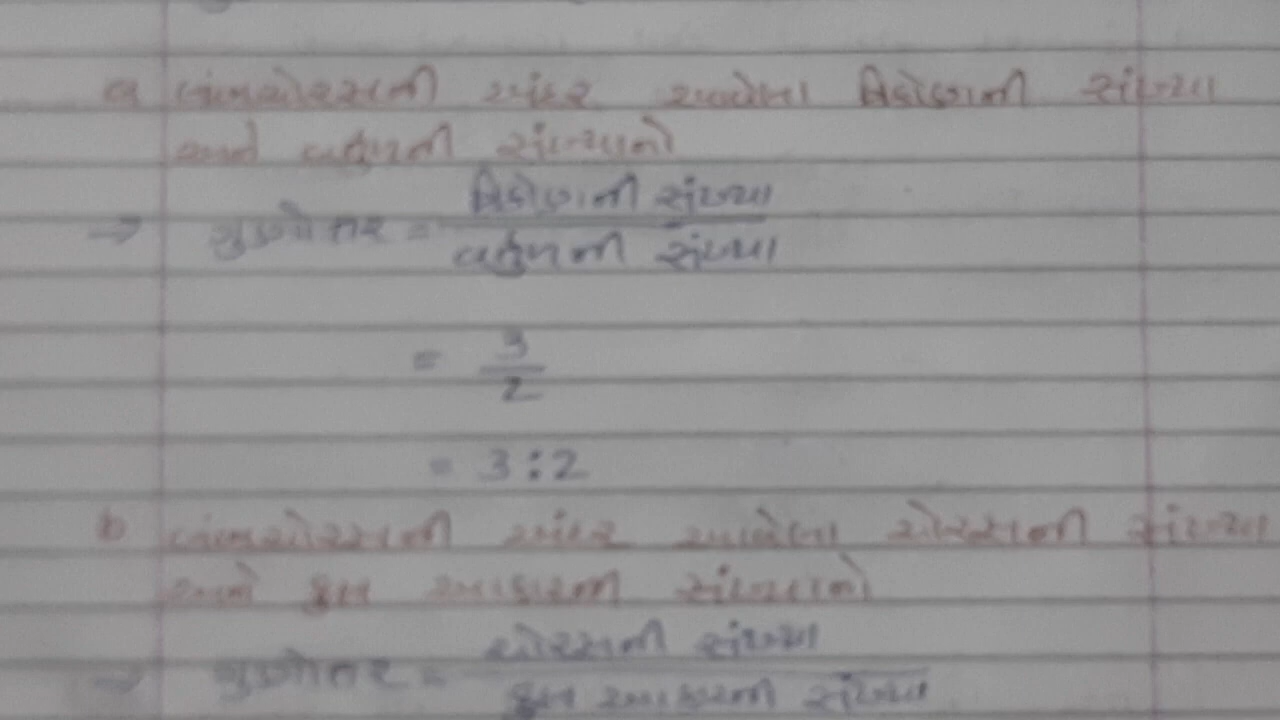 a લંબચોરસની અંદર આવેલા ત્રિકોણની સંખ્યા
અને વર્તુળની સંખ્યાનો
→ ગુણોત્તર = ત્રિકોણની સંખ્યા
વર્તુળની સંખ્યા
= 3
2
= 3:2
b લંબચોરસની અંદર આવેલા ચોરસની સંખ્યા
અને કુલ આકારની સંખ્યાનો
→ ગુણોત્તર = ચોરસની સંખ્યા
કુલ આકારની સંખ્યા